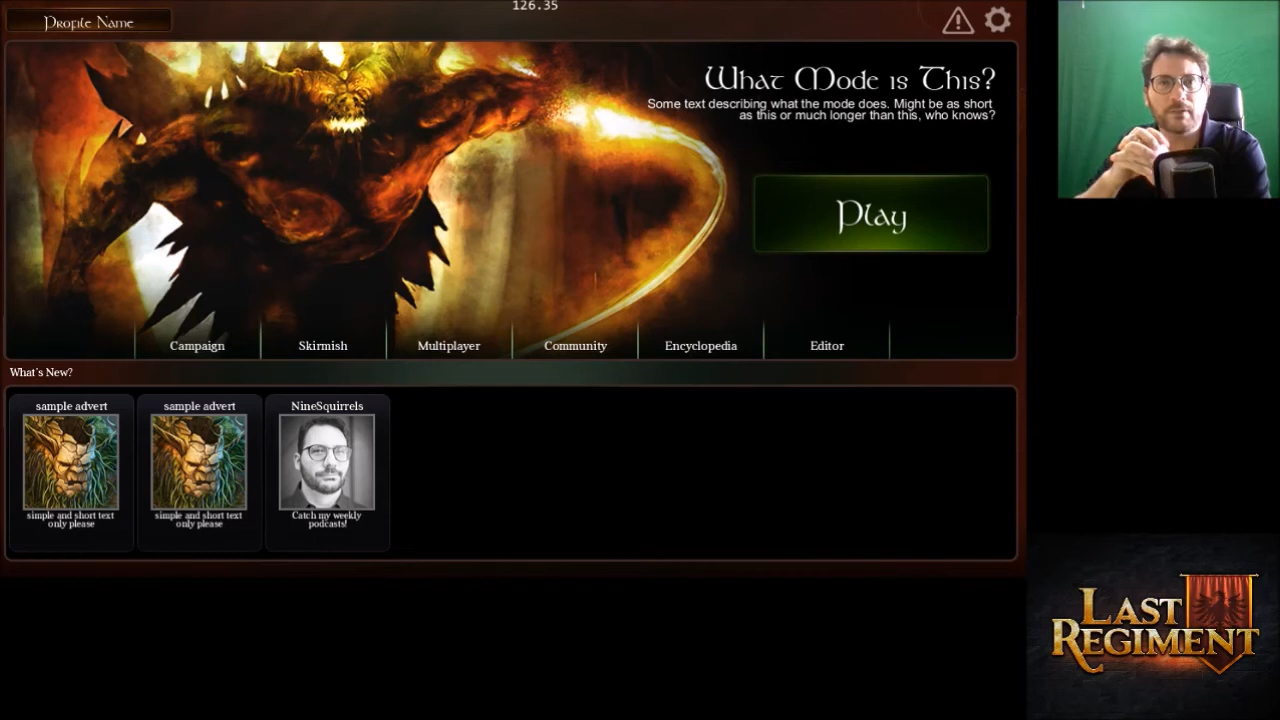 126.35
Profile Name
What Mode is This?
Some text describing what the mode does. Might be as short
as this or much longer than this, who knows?
Play
Campaign
Skirmish
Multiplayer
Community
Encyclopedia
Editor
What's New?
sample advert
simple and short text
only please
sample advert
simple and short text
only please
NineSquirrels
Catch my weekly
podcasts!
LAST
REGIMENT